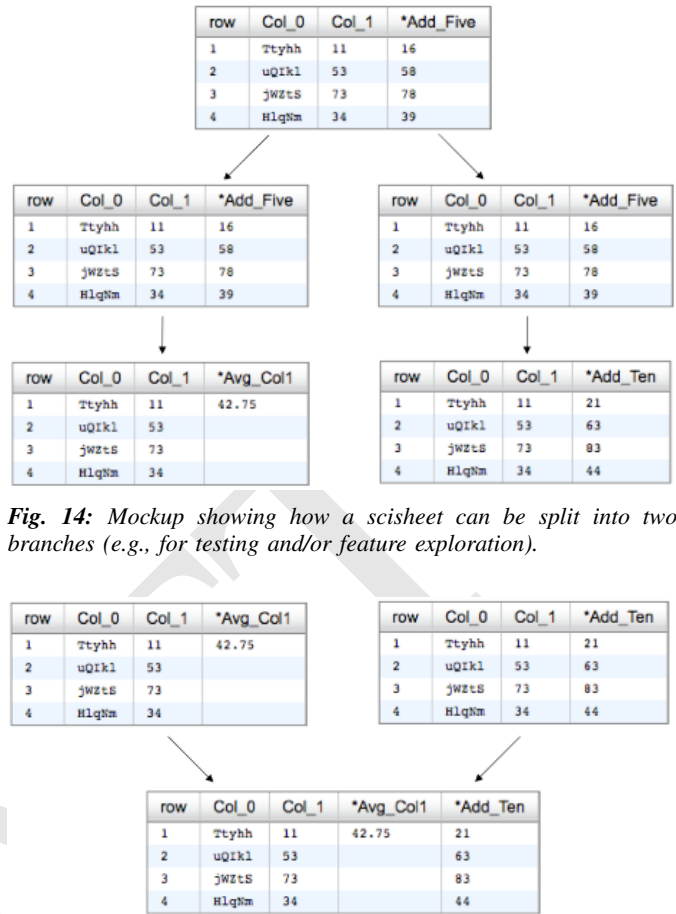 row Col_0 Col_1 *Add_Five
1 Ttyhh 11 16
2 uQIkl 53 58
3 jWZtS 73 78
4 HlqNm 34 39
row Col_0 Col_1 *Add_Five
1 Ttyhh 11 16
2 uQIkl 53 58
3 jWZtS 73 78
4 HlqNm 34 39
row Col_0 Col_1 *Add_Five
1 Ttyhh 11 16
2 uQIkl 53 58
3 jWZtS 73 78
4 HlqNm 34 39
row Col_0 Col_1 *Avg_Col1
1 Ttyhh 11 42.75
2 uQIkl 53
3 jWZtS 73
4 HlqNm 34
row Col_0 Col_1 *Add_Ten
1 Ttyhh 11 21
2 uQIkl 53 63
3 jWZtS 73 83
4 HlqNm 34 44
Fig. 14: Mockup showing how a scisheet can be split into two
branches (e.g., for testing and/or feature exploration).
row Col_0 Col_1 *Avg_Col1
1 Ttyhh 11 42.75
2 uQIkl 53
3 jWZtS 73
4 HlqNm 34
row Col_0 Col_1 *Add_Ten
1 Ttyhh 11 21
2 uQIkl 53 63
3 jWZtS 73 83
4 HlqNm 34 44
row Col_0 Col_1 *Avg_Col1 *Add_Ten
1 Ttyhh 11 42.75 21
2 uQIkl 53 63
3 jWZtS 73 83
4 HlqNm 34 44